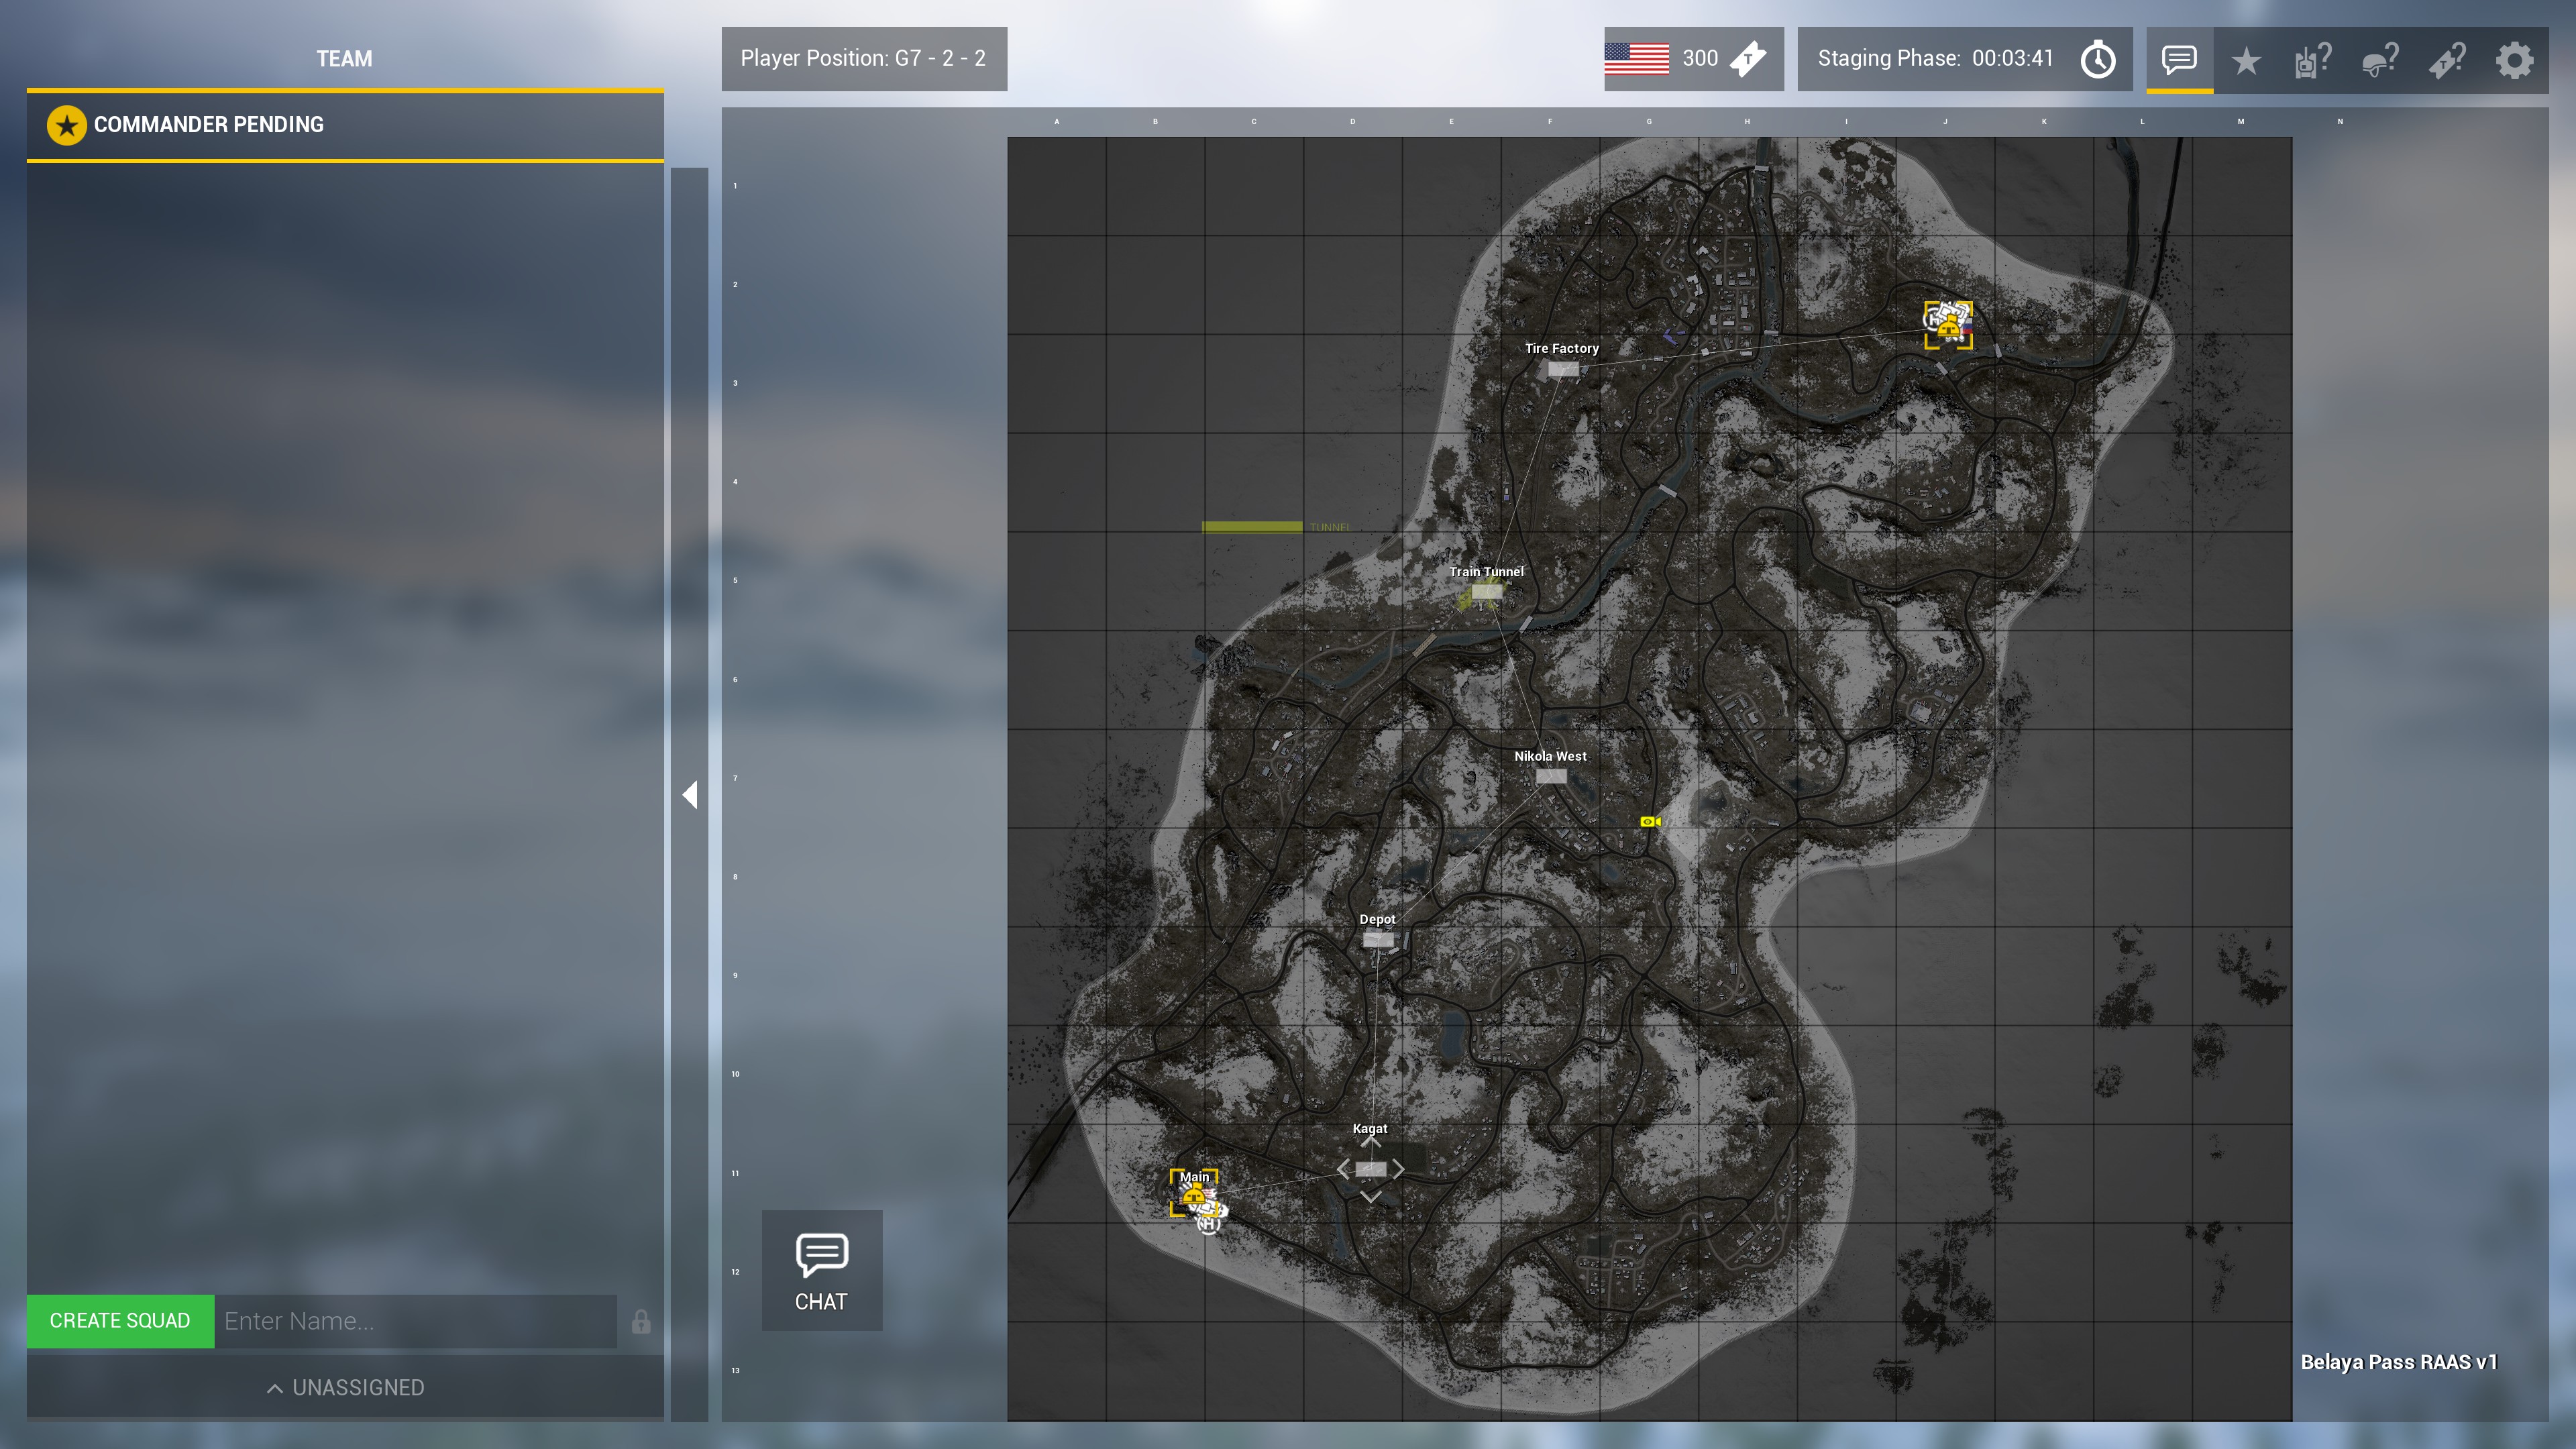 TEAM
Player Position: G7 - 2 - 2
300
T
Staging Phase: 00:03:41
?
?
T?
COMMANDER PENDING
A B C D E F G H I J K L M N
1
2
3
4
5
6
7
8
9
10
11
12
13
H
Tire Factory
TUNNEL
Train Tunnel
Nikola West
Depot
Kagat
Main
H
CHAT
CREATE SQUAD
Enter Name...
UNASSIGNED
Belaya Pass RAAS v1